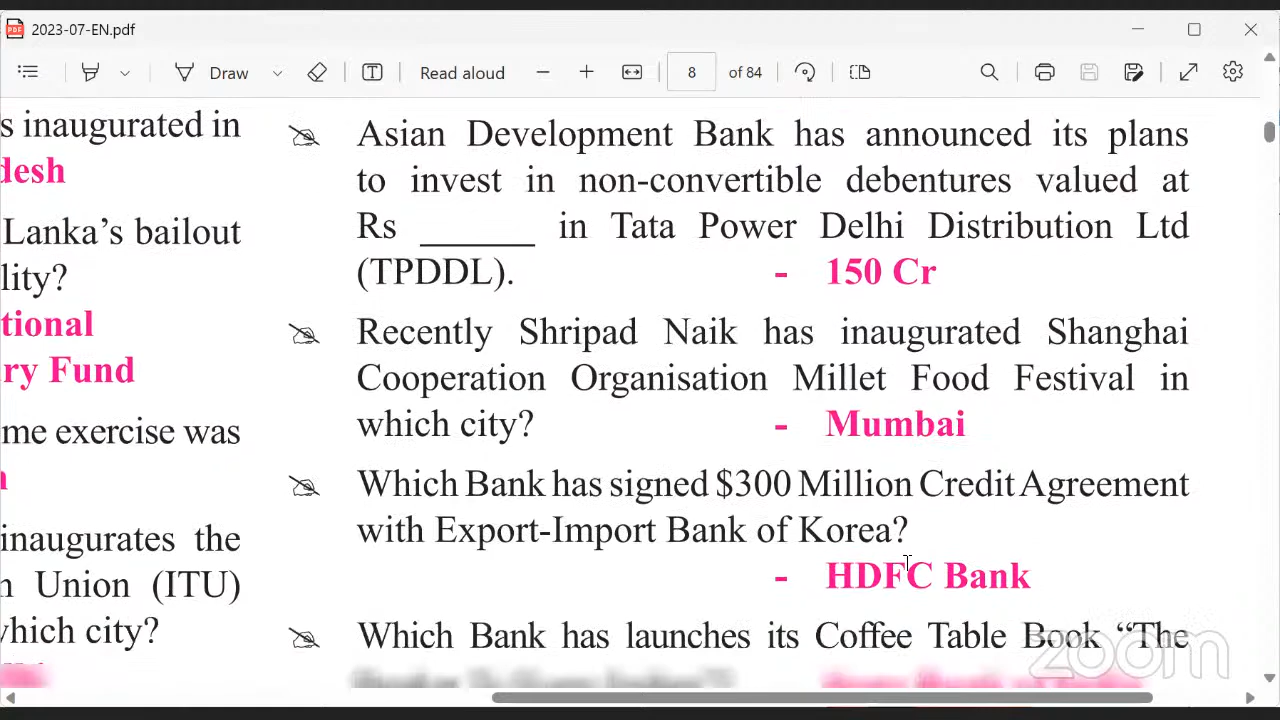 2023-07-EN.pdf
Draw
Read aloud
8
of 84
s inaugurated in
desh
Lanka’s bailout
lity?
tional
ry Fund
me exercise was
inaugurates the
n Union (ITU)
which city?
Asian Development Bank has announced its plans
to invest in non-convertible debentures valued at
Rs ______ in Tata Power Delhi Distribution Ltd
(TPDDL). - 150 Cr
Recently Shripad Naik has inaugurated Shanghai
Cooperation Organisation Millet Food Festival in
which city? - Mumbai
Which Bank has signed $300 Million Credit Agreement
with Export-Import Bank of Korea?
- HDFC Bank
Which Bank has launches its Coffee Table Book “The
zoom